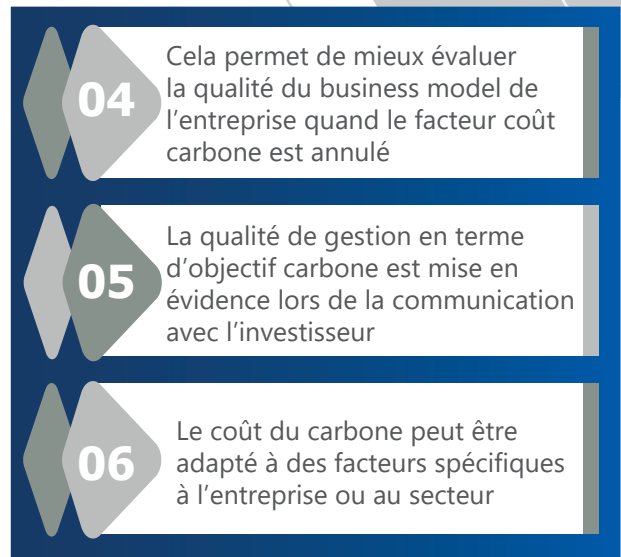 04
Cela permet de mieux évaluer
la qualité du business model de
l’entreprise quand le facteur coût
carbone est annulé
05
La qualité de gestion en terme
d’objectif carbone est mise en
évidence lors de la communication
avec l’investisseur
06
Le coût du carbone peut être
adapté à des facteurs spécifiques
à l’entreprise ou au secteur